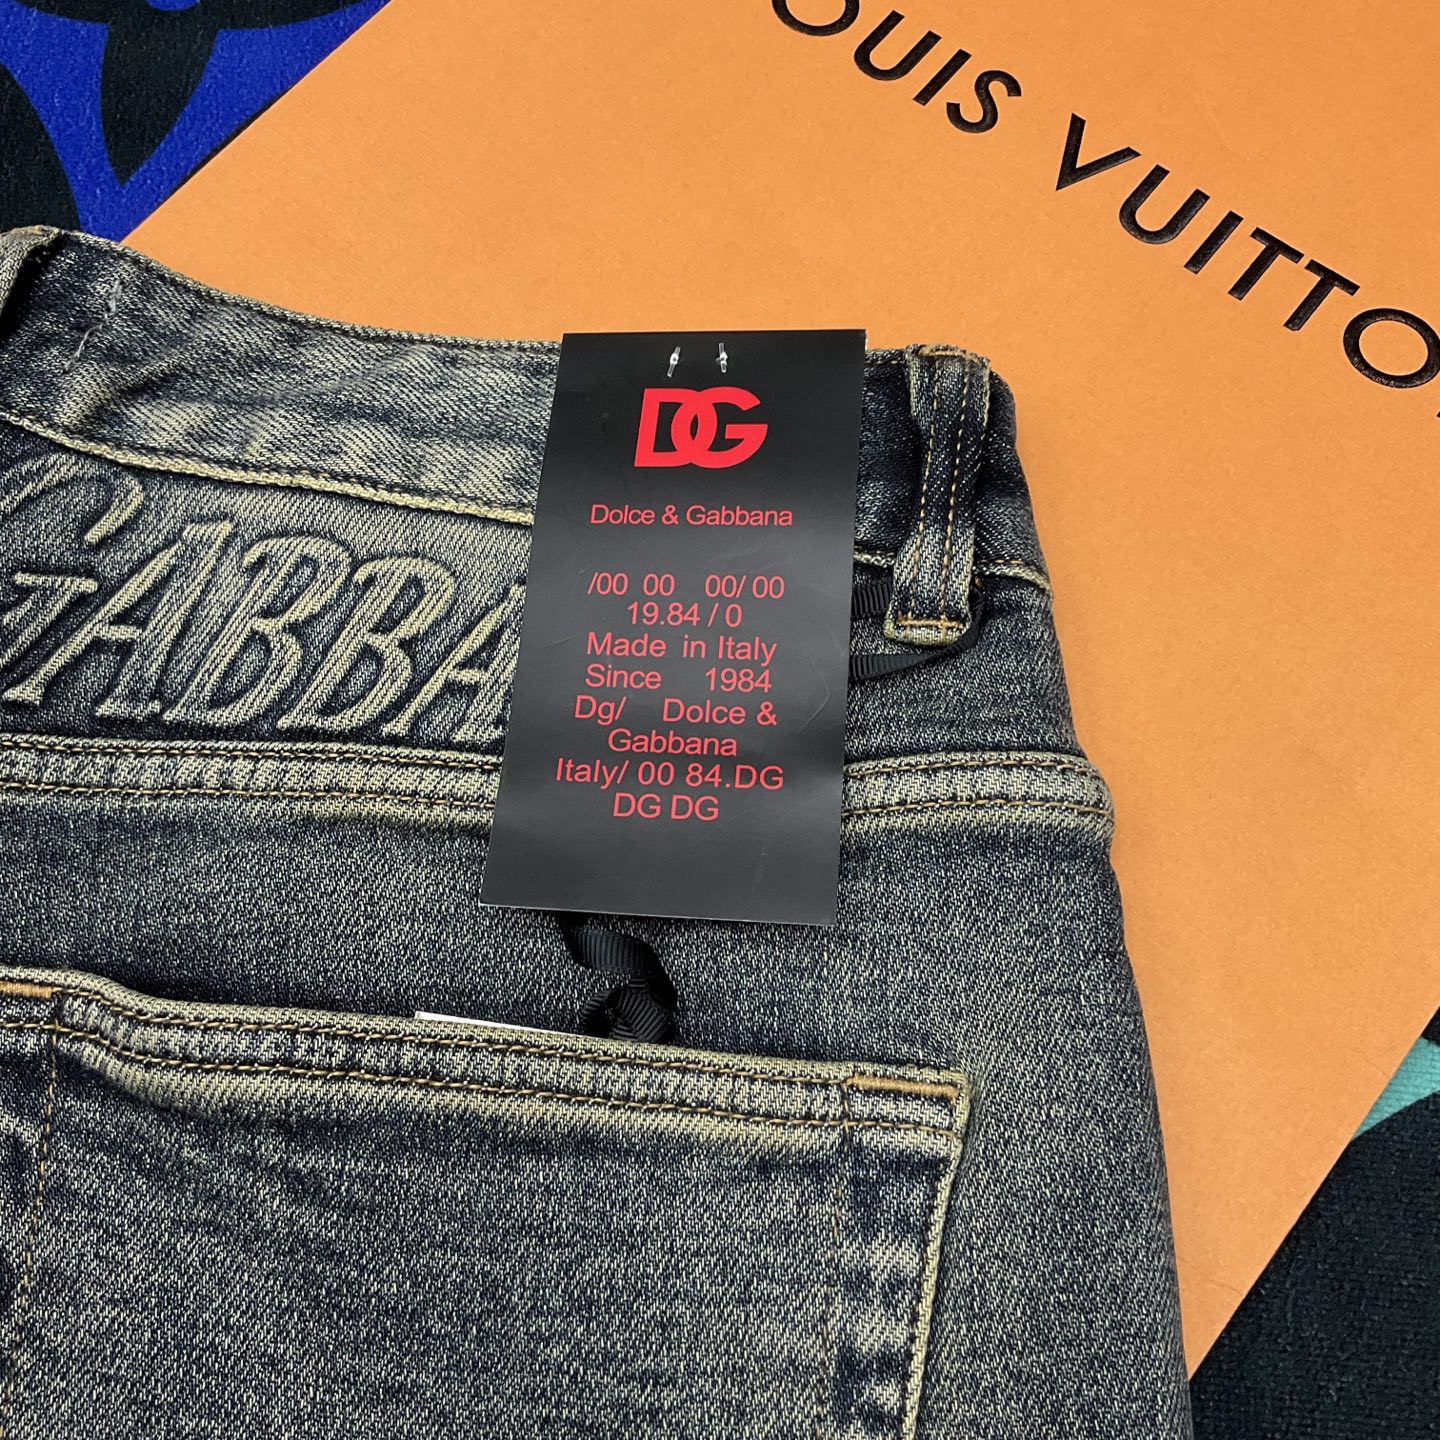 OUIS VUITTO
DG
Dolce & Gabbana
/00 00 00/ 00
19.84 / 0
Made in Italy
Since 1984
Dg/ Dolce &
Gabbana
Italy/ 00 84.DG
DG DG
GABBA